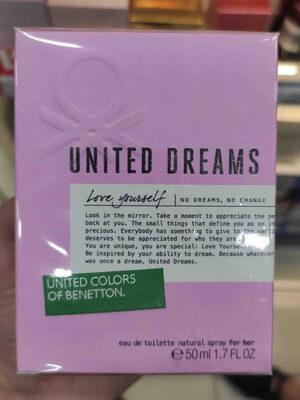 UNITED DREAMS
Love yourself | NO DREAMS, NO CHANGE
Look in the mirror. Take a moment to appreciate the
back at you. The small things that define you as an
precious. Everybody has something to give to the
deserves to be appreciated for who they are
You are unique, you are special: Love Yourself
Be inspired by your ability to dream. Because whatever
was once a dream. United Dreams.
UNITED COLORS
OF BENETTON.
eau de toilette natural spray for her
℮ 50 ml 1.7 FL OZ